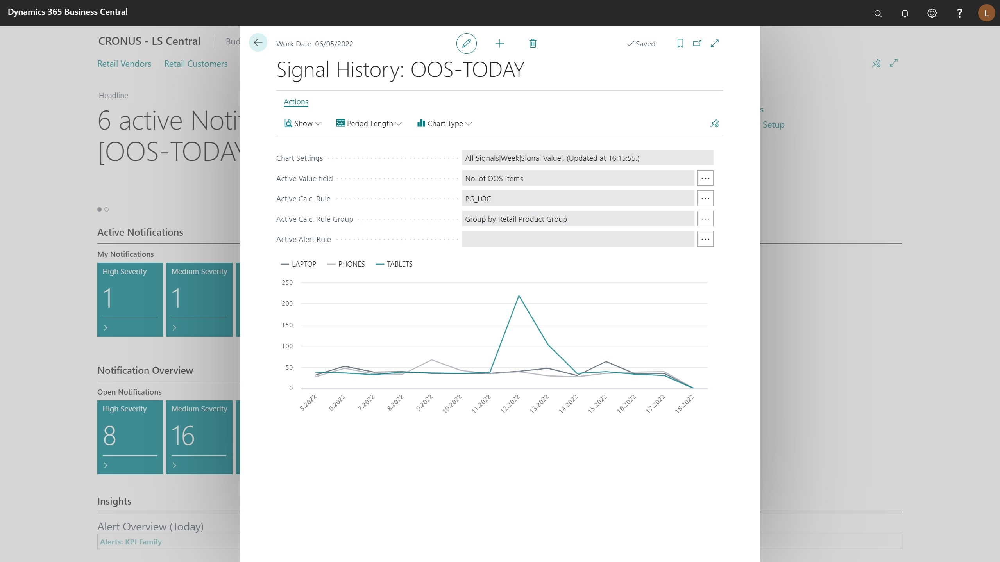 Dynamics 365 Business Central
?
L
CRONUS - LS Central
Bud
Retail Vendors
Retail Customers
Headline
6 active Noti
[OOS-TODAY
Active Notifications
My Notifications
High Severity
1
Medium Severity
1
Notification Overview
Open Notifications
High Severity
8
Medium Severity
16
Insights
Alert Overview (Today)
Alerts: KPI Family
Work Date: 06/05/2022
Saved
Signal History: OOS-TODAY
Actions
Show
Period Length
Chart Type
Chart Settings
All Signals|Week|Signal Value|. (Updated at 16:15:55.)
Active Value field
No. of OOS Items
Active Calc. Rule
PG_LOC
Active Calc. Rule Group
Group by Retail Product Group
Active Alert Rule
LAPTOP
PHONES
TABLETS
250
200
150
100
50
0
5.2022
6.2022
7.2022
8.2022
9.2022
10.2022
11.2022
12.2022
13.2022
14.2022
15.2022
16.2022
17.2022
18.2022
s
Setup